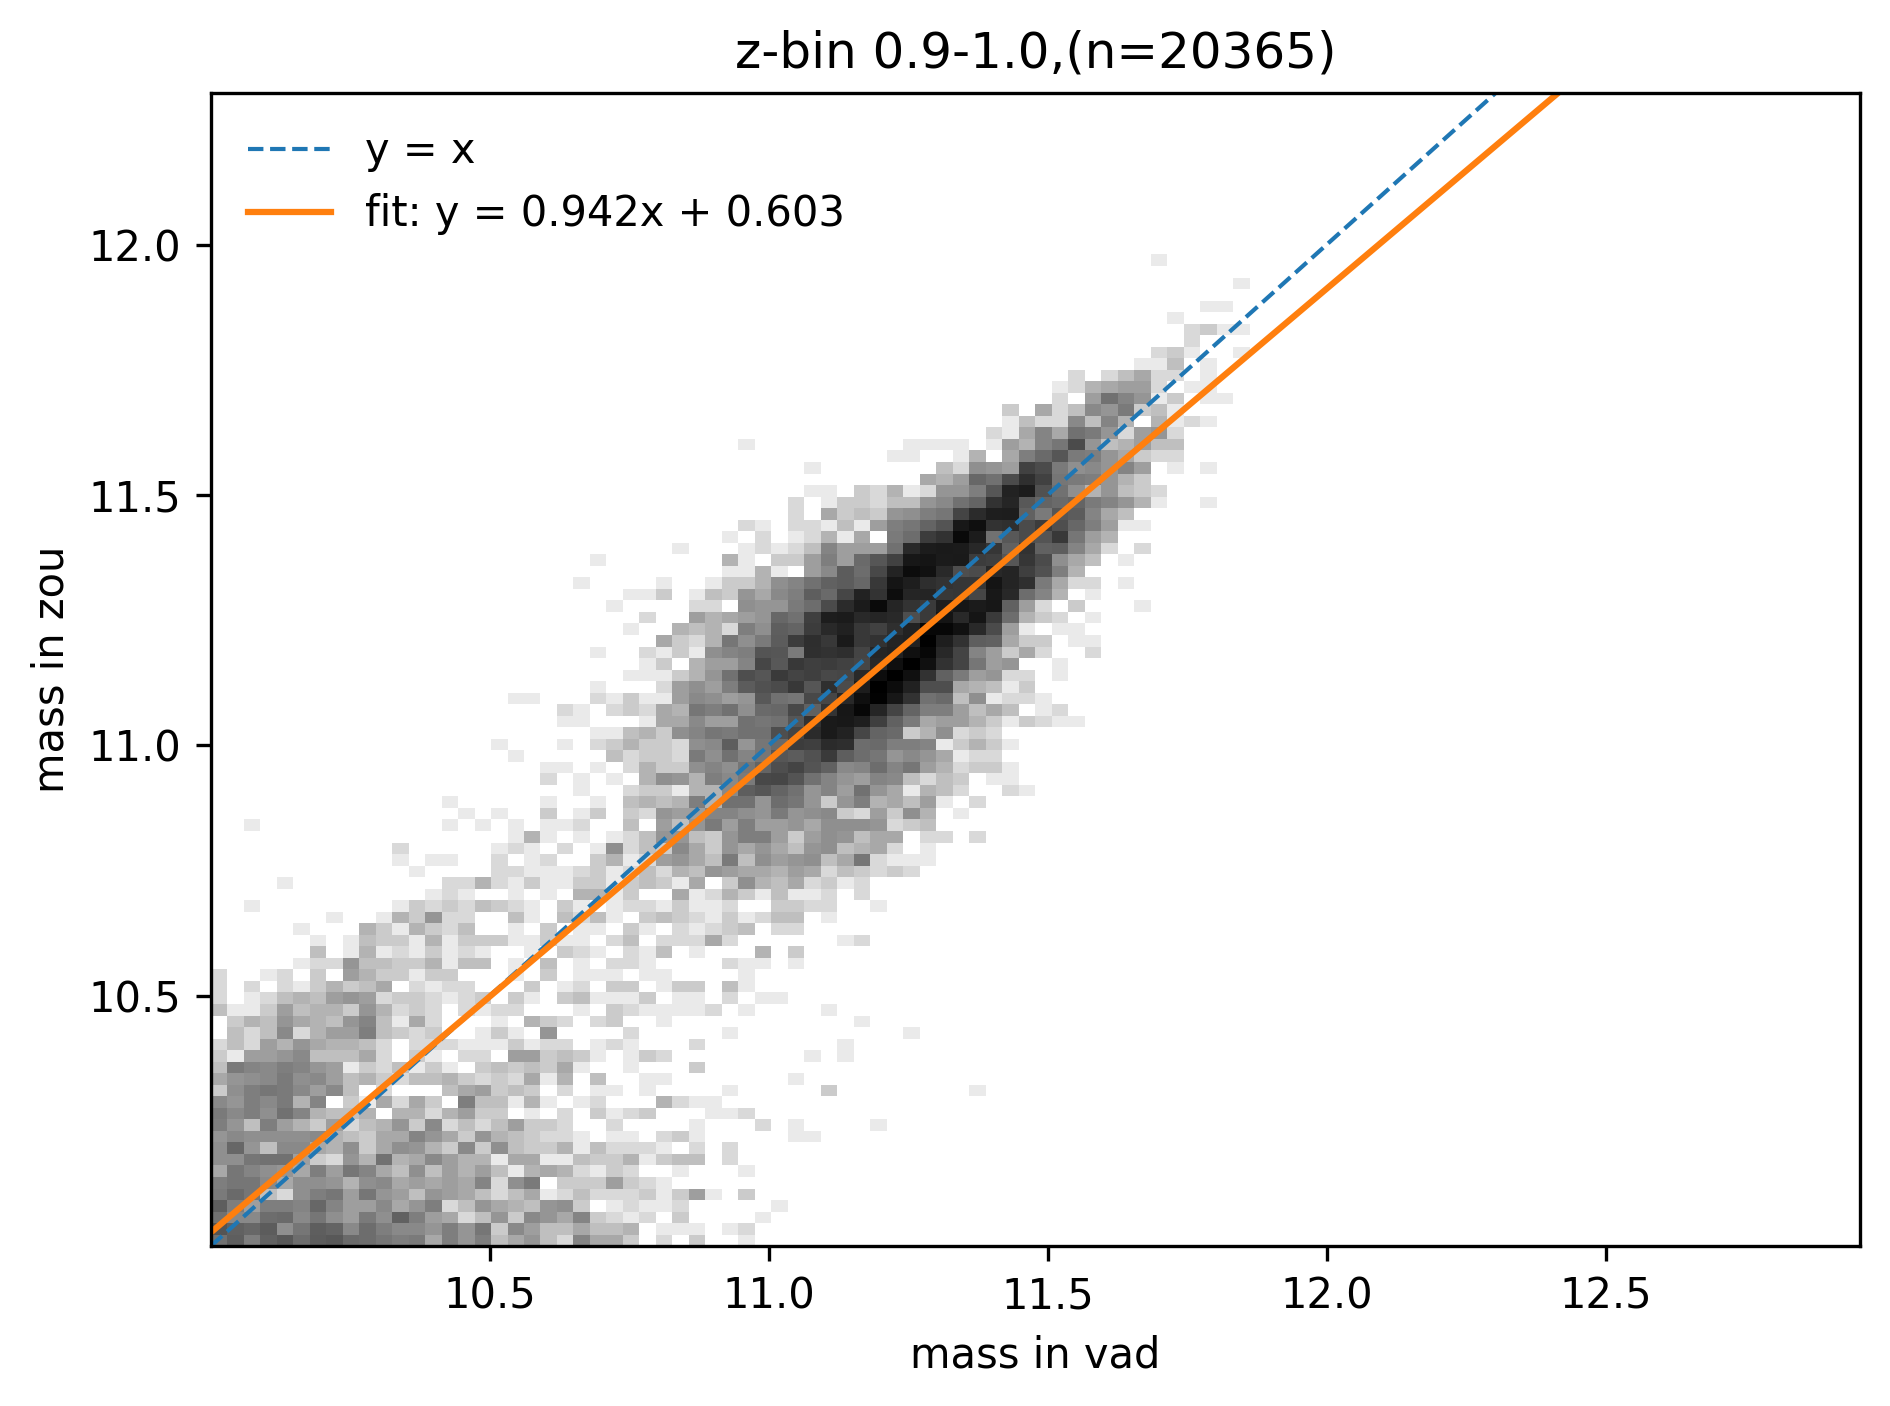 z-bin 0.9-1.0,(n=20365)
y = x
fit: y = 0.942x + 0.603
12.0
11.5
11.0
10.5
mass in zou
10.5
11.0
11.5
12.0
12.5
mass in vad